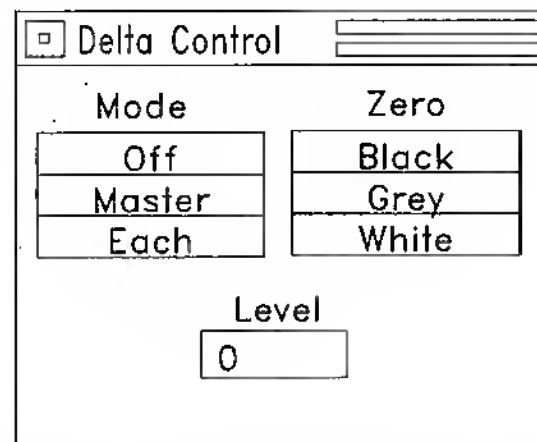 Delta Control
Mode
Zero
Off
Black
Master
Grey
Each
White
Level
0